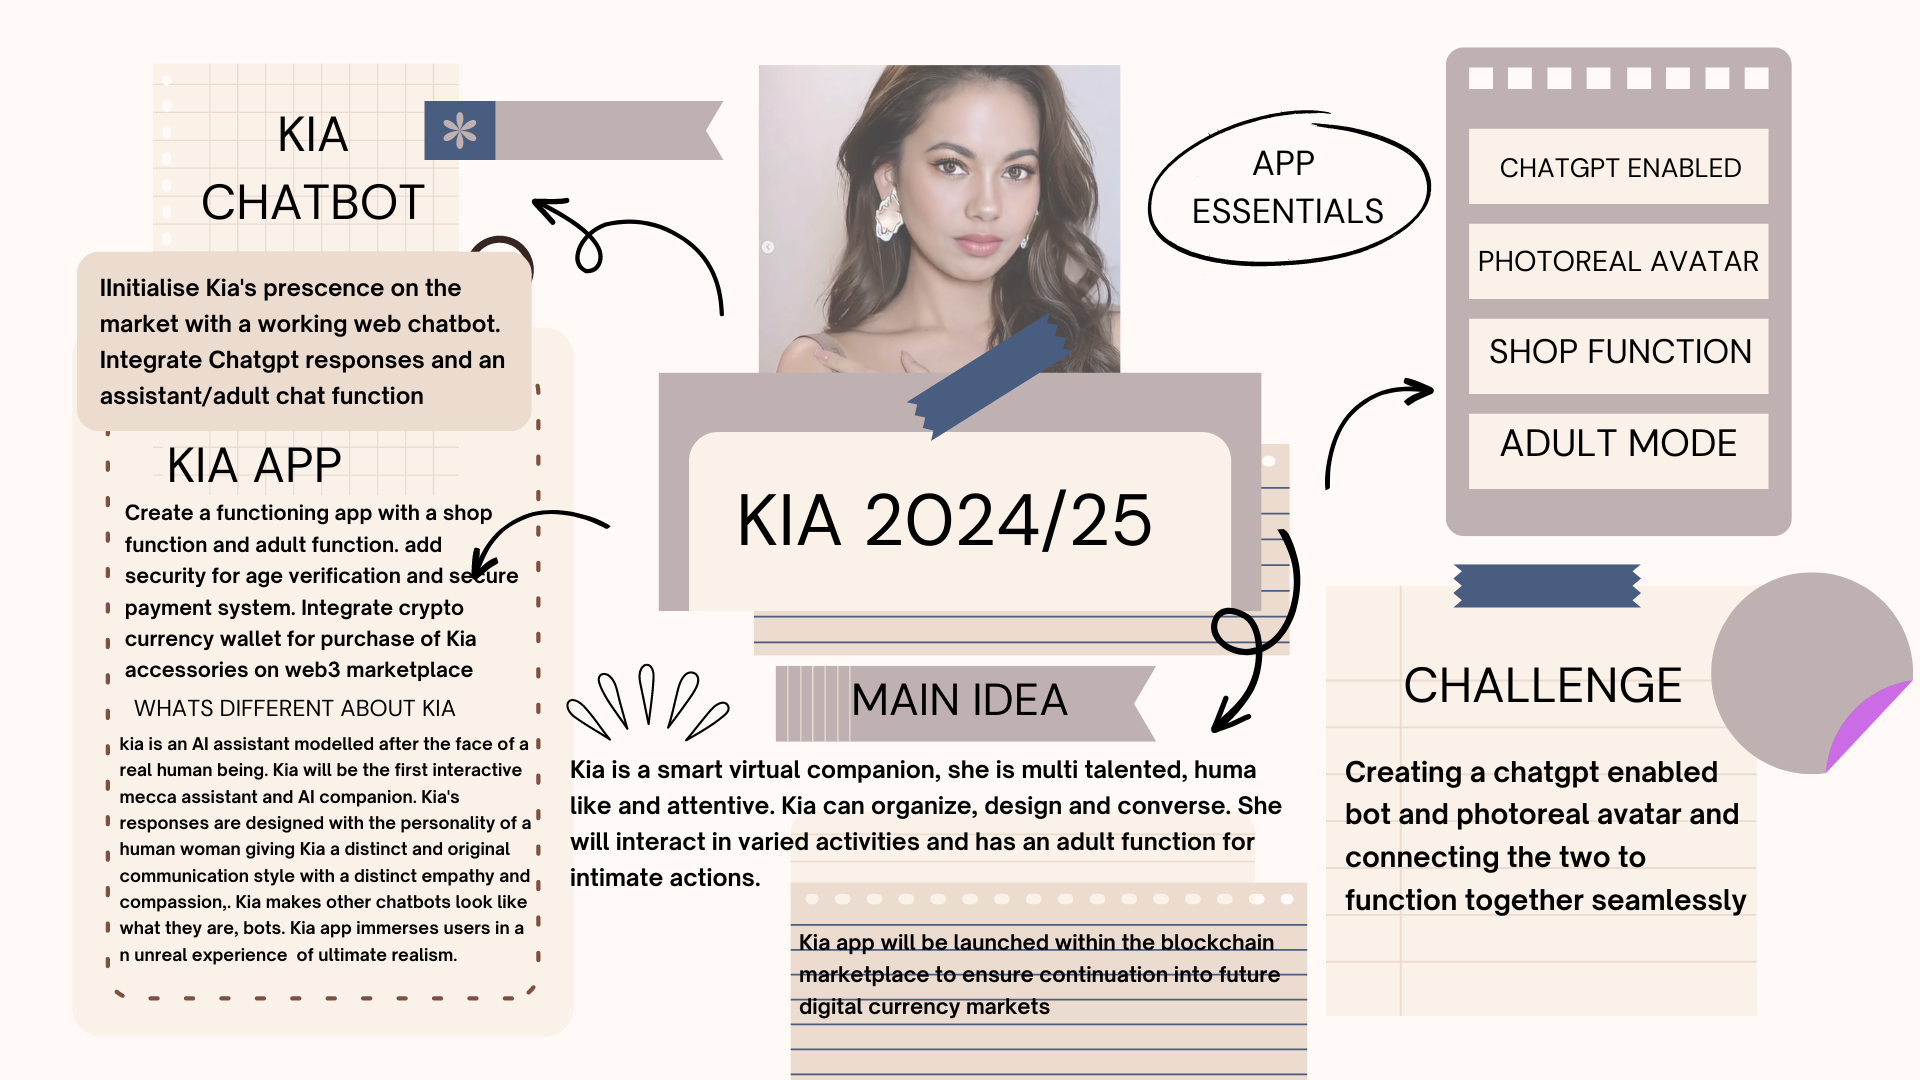 KIA
CHATBOT
IInitialise Kia's prescence on the
market with a working web chatbot.
Integrate Chatgpt responses and an
assistant/adult chat function
KIA APP
Create a functioning app with a shop
function and adult function. add
security for age verification and secure
payment system. Integrate crypto
currency wallet for purchase of Kia
accessories on web3 marketplace
WHATS DIFFERENT ABOUT KIA
kia is an AI assistant modelled after the face of a
real human being. Kia will be the first interactive
mecca assistant and AI companion. Kia's
responses are designed with the personality of a
human woman giving Kia a distinct and original
communication style with a distinct empathy and
compassion,. Kia makes other chatbots look like
what they are, bots. Kia app immerses users in a
n unreal experience  of ultimate realism.
KIA 2024/25
MAIN IDEA
Kia is a smart virtual companion, she is multi talented, huma
like and attentive. Kia can organize, design and converse. She
will interact in varied activities and has an adult function for
intimate actions.
Kia app will be launched within the blockchain
marketplace to ensure continuation into future
digital currency markets
APP
ESSENTIALS
CHATGPT ENABLED
PHOTOREAL AVATAR
SHOP FUNCTION
ADULT MODE
CHALLENGE
Creating a chatgpt enabled
bot and photoreal avatar and
connecting the two to
function together seamlessly